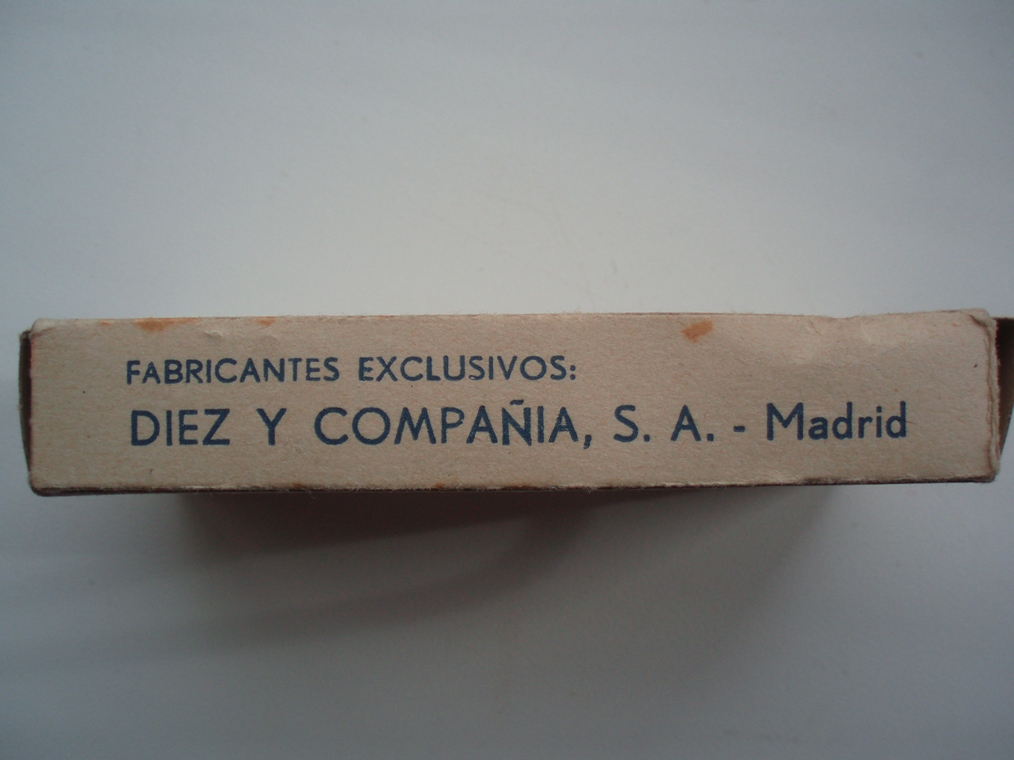 FABRICANTES EXCLUSIVOS:
DIEZ Y COMPAÑIA, S. A. - Madrid